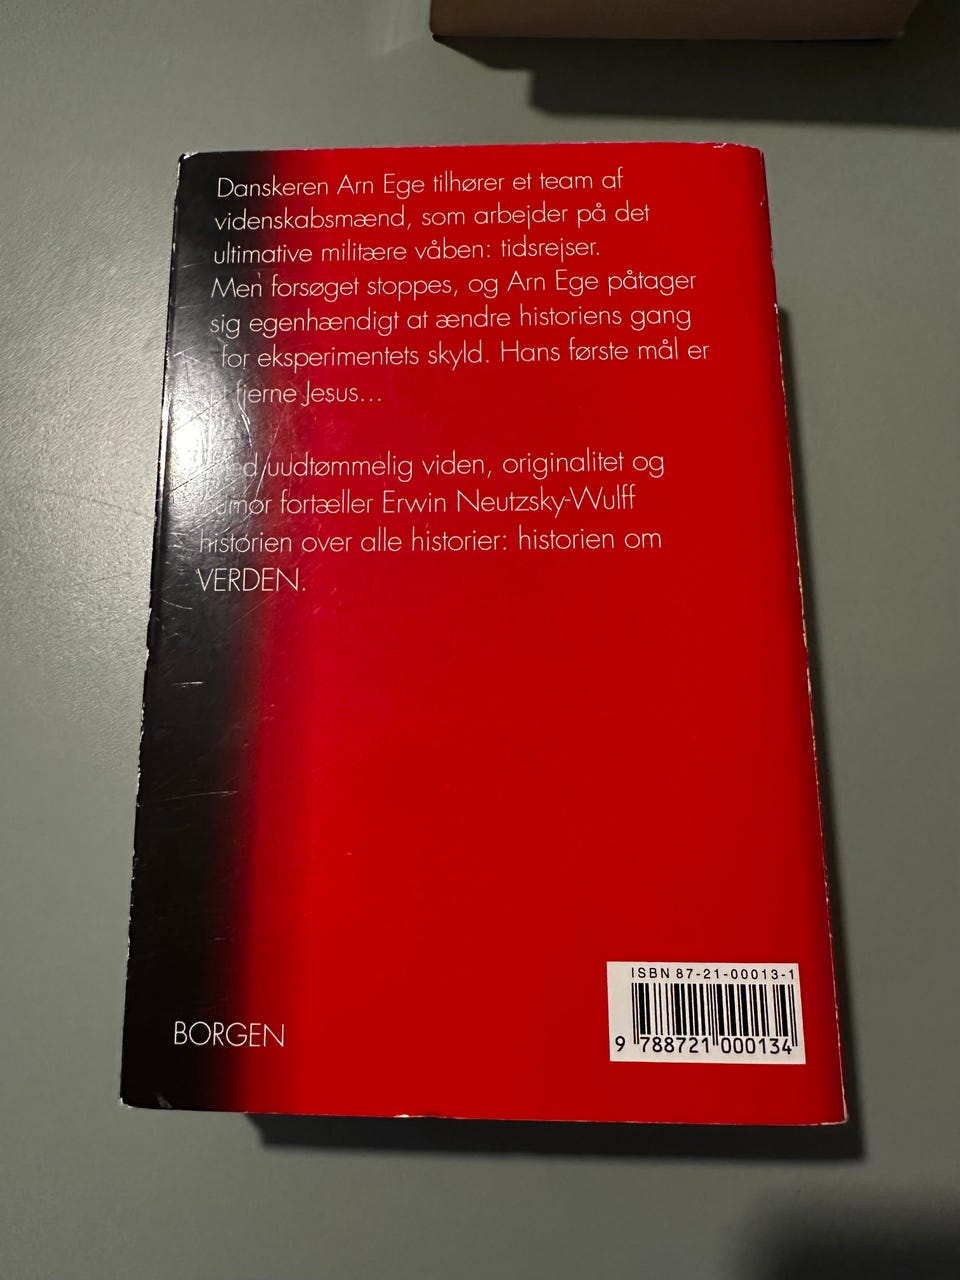 Danskeren Arn Ege tilhører et team af
videnskabsmænd, som arbejder på det
ultimative militære våben: tidsrejser.
Men forsøget stoppes, og Arn Ege påtager
sig egenhændigt at ændre historiens gang
for eksperimentets skyld. Hans første mål er
fjerne Jesus...
uudtømmelig viden, originalitet og
fortæller Erwin Neutzsky-Wulff
historien over alle historier: historien om
VERDEN.
BORGEN
ISBN 87-21-00013-1
9 788721 000134